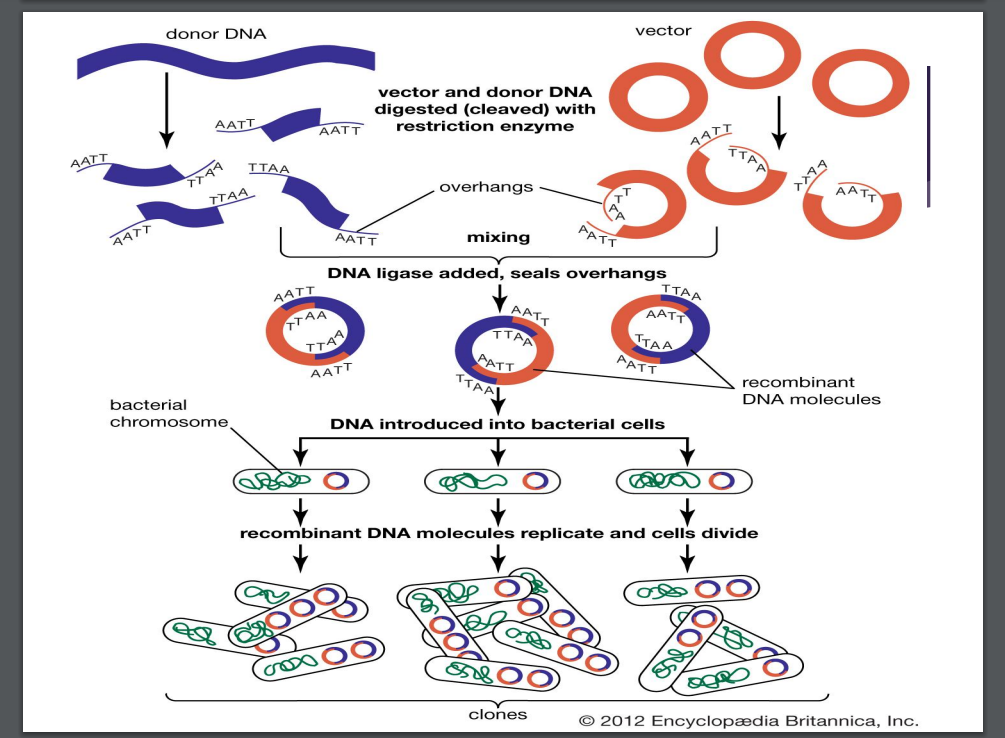 donor DNA
vector
vector and donor DNA
digested (cleaved) with
restriction enzyme
AATT
AATT
AATT
TTAA
TTAA
AATT
TTAA
AATT
overhangs
AATT
TTAA
TTAA
AATT
TTAA
AATT
mixing
DNA ligase added, seals overhangs
AATT
TTAA
TTAA
AATT
AATT
TTAA
AATT
TTAA
TTAA
AATT
TTAA
AATT
recombinant
DNA molecules
bacterial
chromosome
DNA introduced into bacterial cells
recombinant DNA molecules replicate and cells divide
clones
© 2012 Encyclopædia Britannica, Inc.